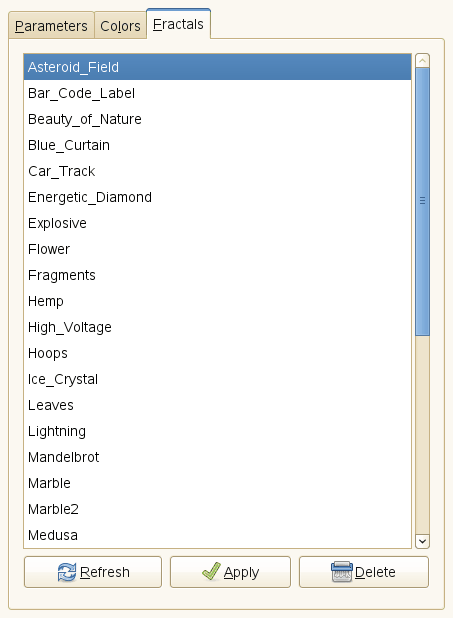 Parameters Colors Fractals
Asteroid_Field
Bar_Code_Label
Beauty_of_Nature
Blue_Curtain
Car_Track
Energetic_Diamond
Explosive
Flower
Fragments
Hemp
High_Voltage
Hoops
Ice_Crystal
Leaves
Lightning
Mandelbrot
Marble
Marble2
Medusa
Refresh Apply Delete